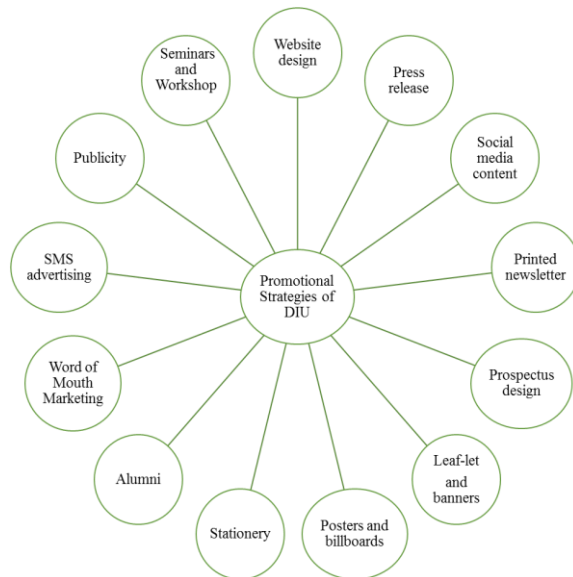 Website
design
Press
release
Social
media
content
Printed
newsletter
Prospectus
design
Leaf-let
and
banners
Posters and
billboards
Stationery
Alumni
Word of
Mouth
Marketing
SMS
advertising
Publicity
Seminars
and
Workshop
Promotional
Strategies of
DIU